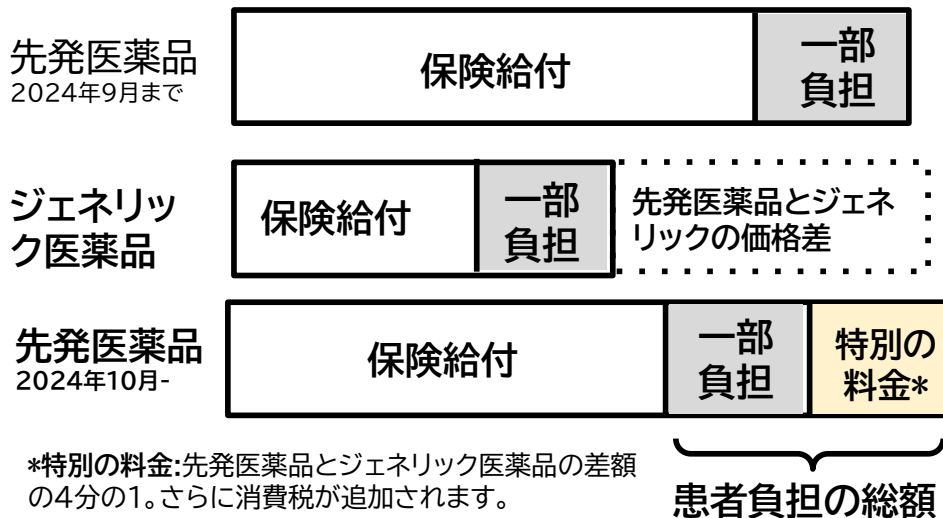 先発医薬品
2024年9月まで
保険給付
一部
負担
ジェネリッ
ク医薬品
保険給付
一部
負担
先発医薬品とジェネ
リックの価格差
先発医薬品
2024年10月-
保険給付
一部
負担
特別の
料金*
*特別の料金:先発医薬品とジェネリック医薬品の差額
の4分の1。さらに消費税が追加されます。
患者負担の総額